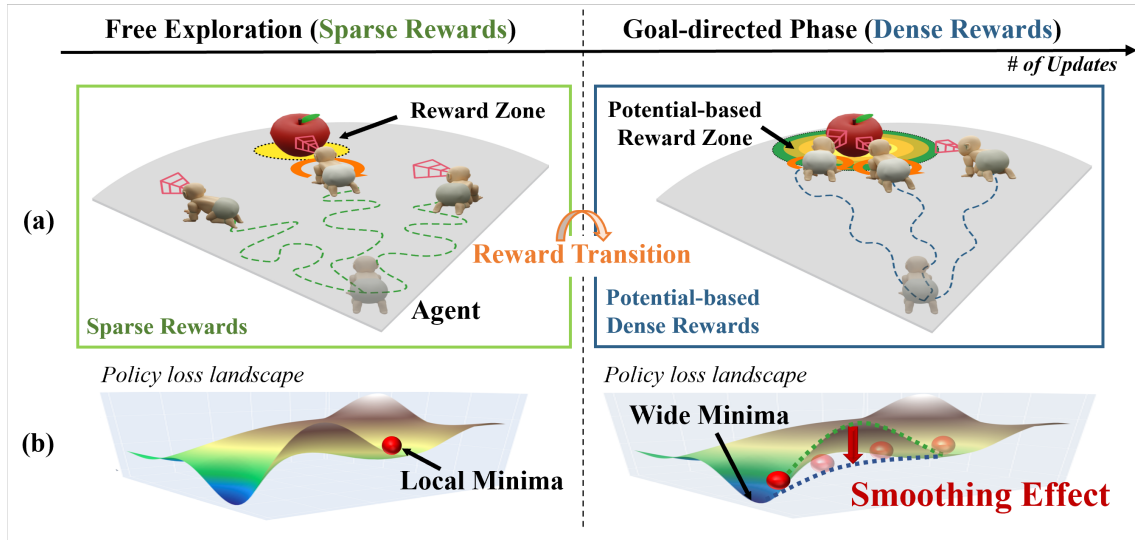 Free Exploration (Sparse Rewards)
Goal-directed Phase (Dense Rewards)
# of Updates
(a)
Reward Zone
Agent
Sparse Rewards
Reward Transition
Potential-based
Reward Zone
Potential-based
Dense Rewards
(b)
Policy loss landscape
Local Minima
Policy loss landscape
Wide Minima
Smoothing Effect